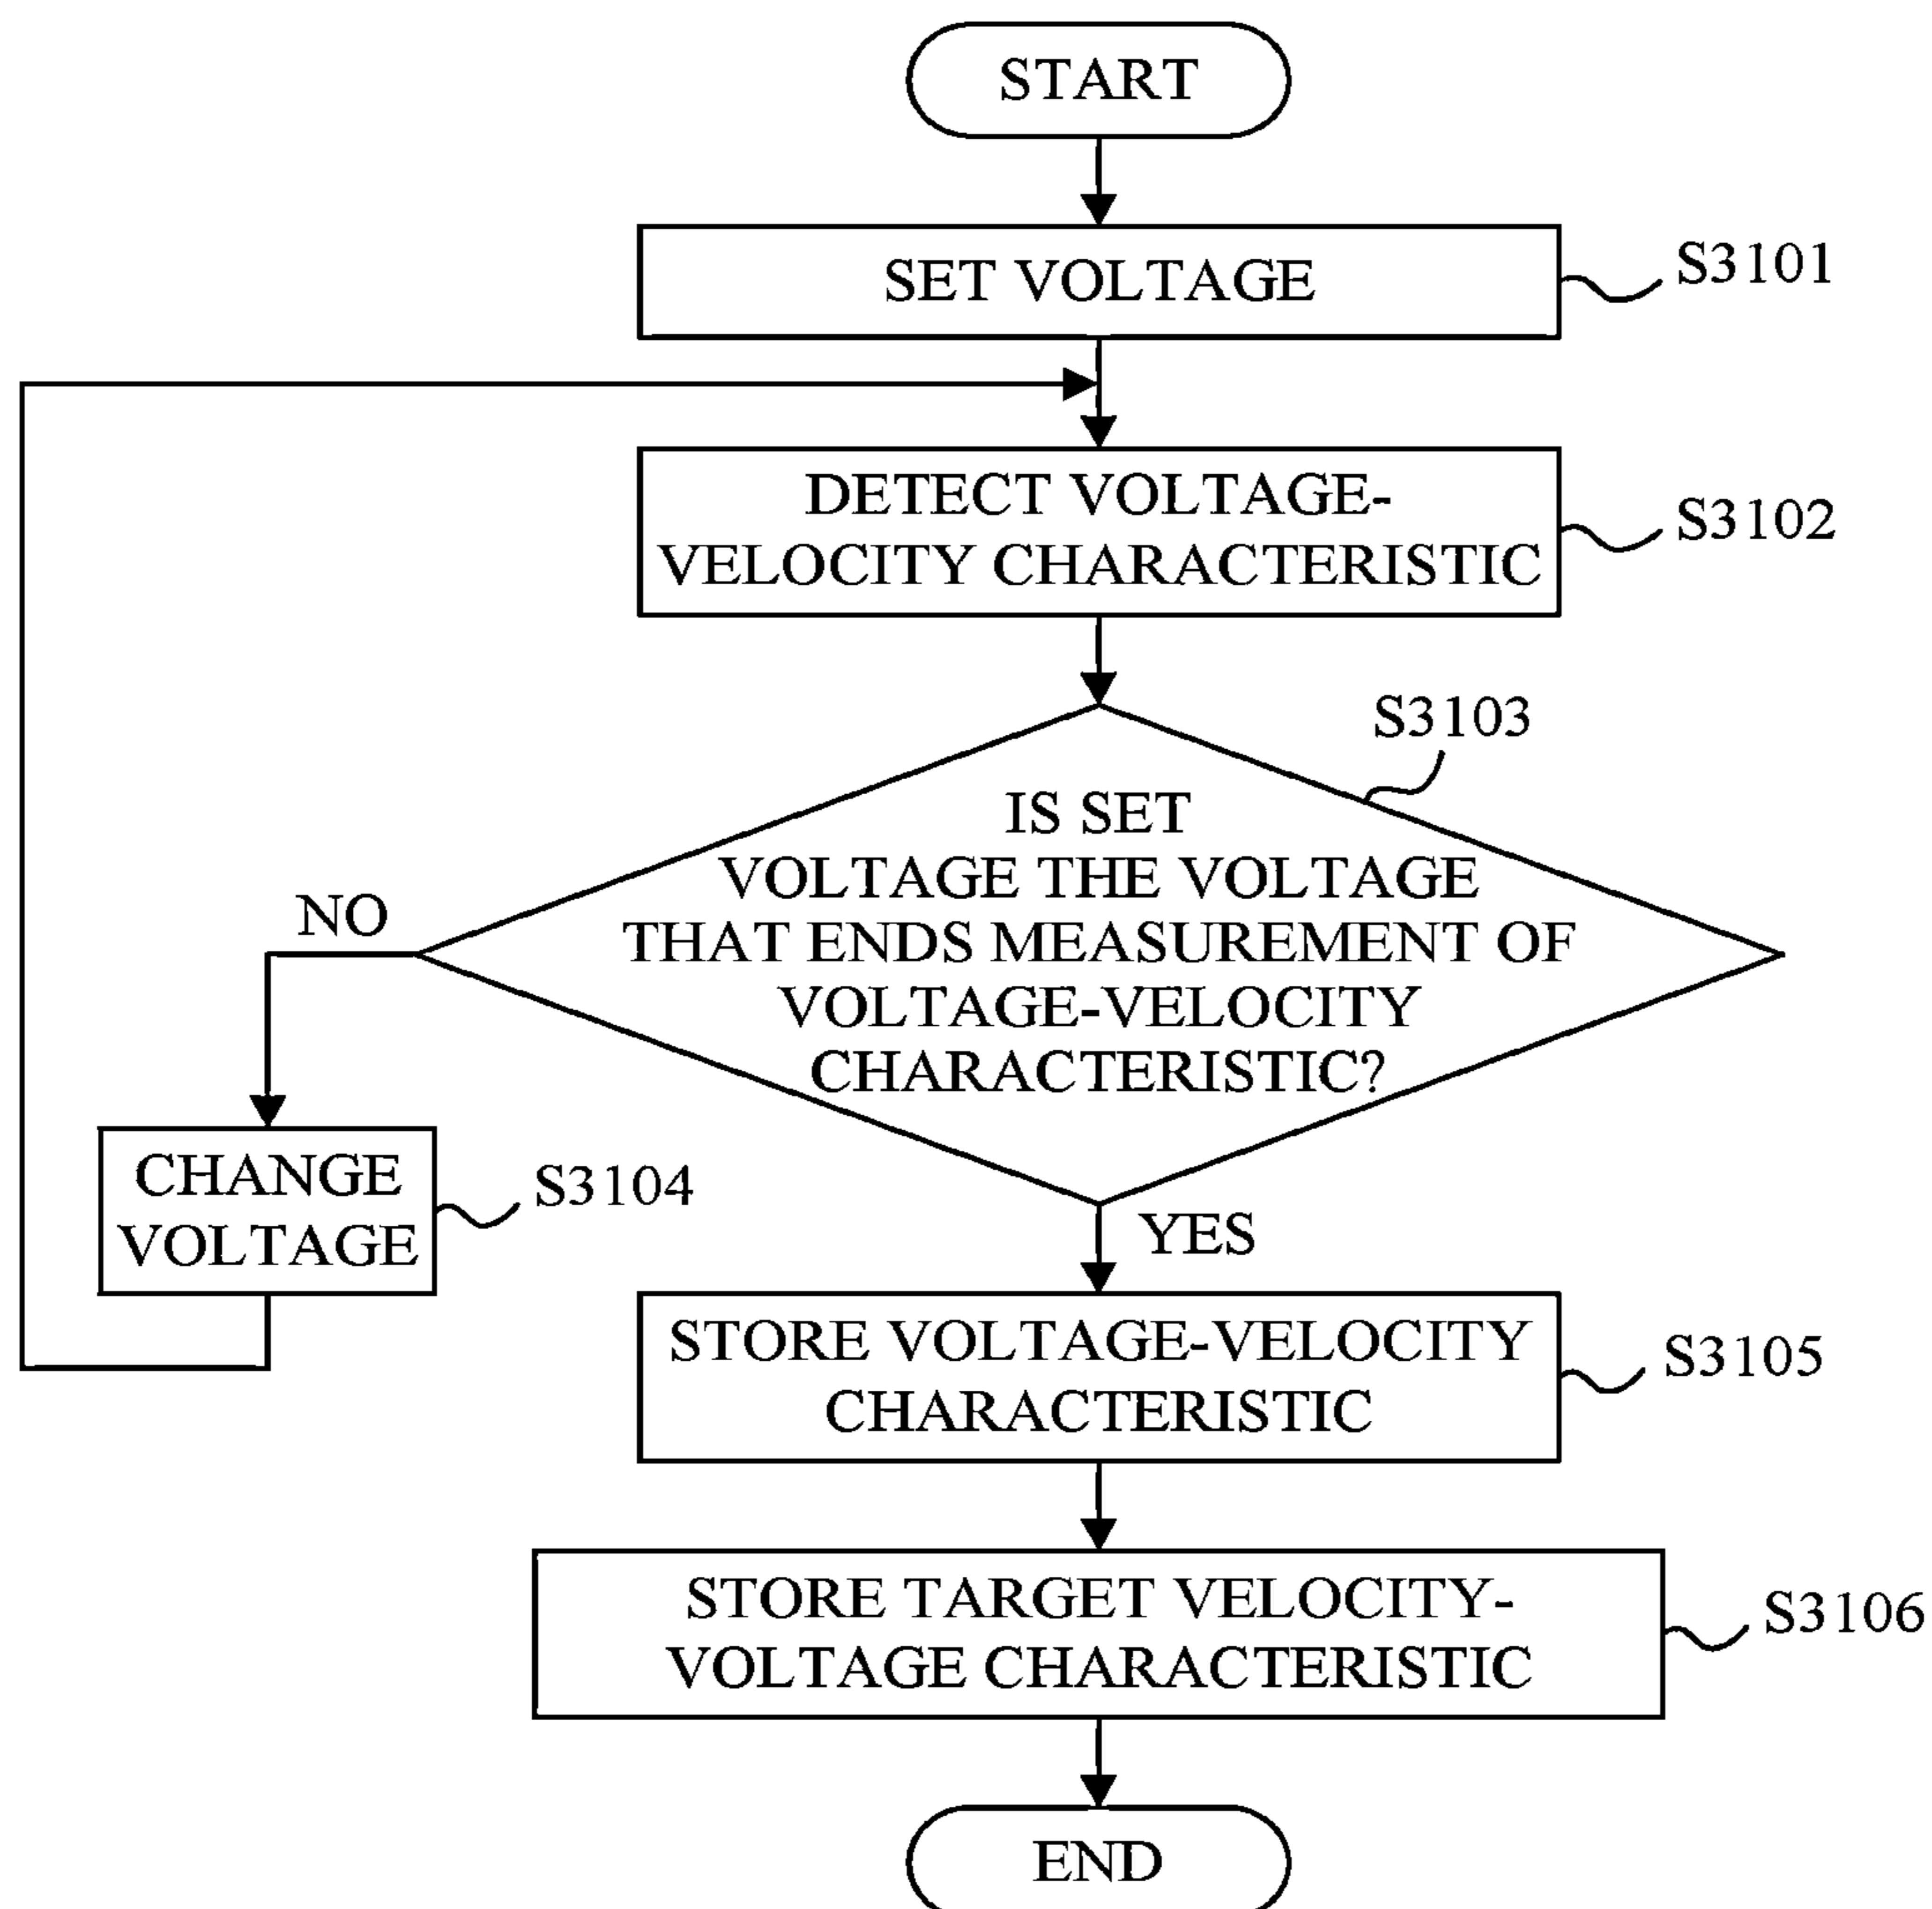 START
SET VOLTAGE
S3101
DETECT VOLTAGE-
VELOCITY CHARACTERISTIC
S3102
S3103
IS SET
VOLTAGE THE VOLTAGE
THAT ENDS MEASUREMENT OF
VOLTAGE-VELOCITY
CHARACTERISTIC?
NO
CHANGE
VOLTAGE
S3104
YES
STORE VOLTAGE-VELOCITY
CHARACTERISTIC
S3105
STORE TARGET VELOCITY-
VOLTAGE CHARACTERISTIC
S3106
END